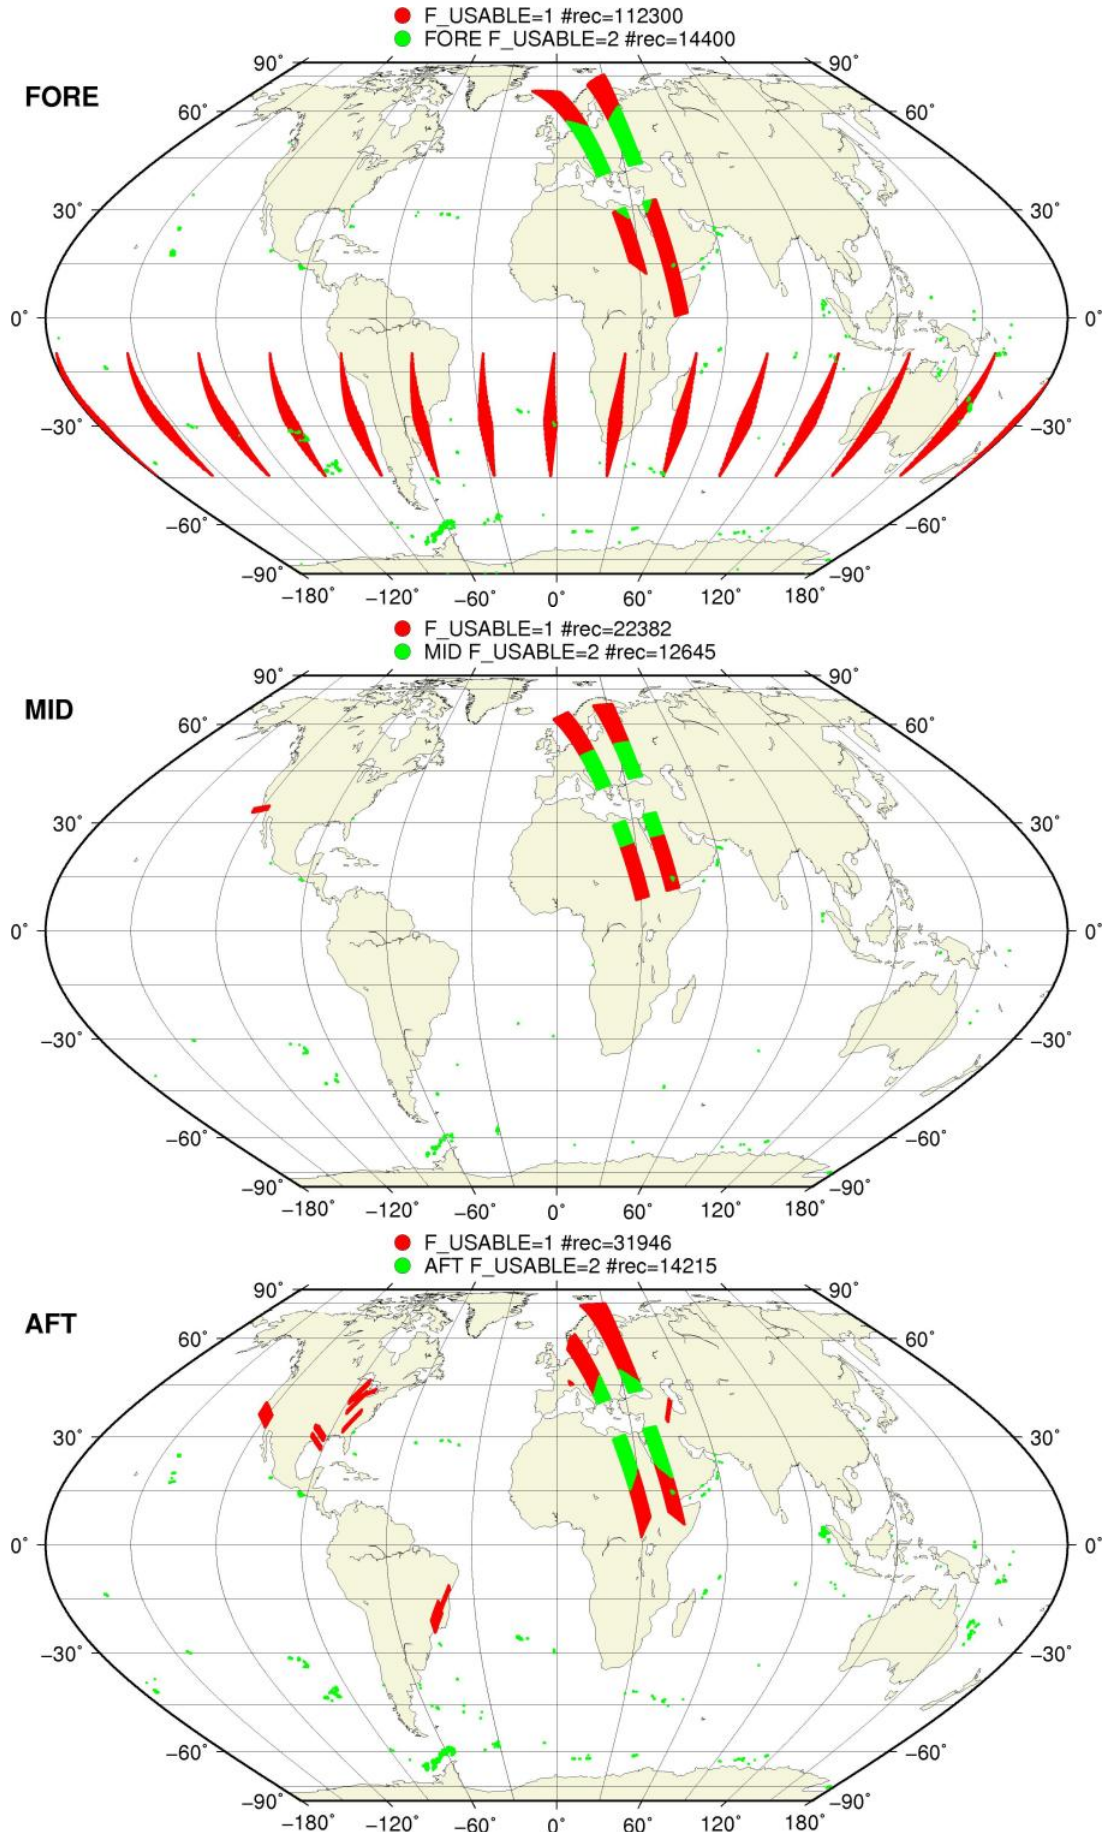 F_USABLE=1 #rec=112300
FORE F_USABLE=2 #rec=14400
FORE
90° 90°
60° 60°
30° 30°
0° 0°
−30° −30°
−60° −60°
−90° −90°
−180° −120° −60° 0° 60° 120° 180°
F_USABLE=1 #rec=22382
MID F_USABLE=2 #rec=12645
MID
90° 90°
60° 60°
30° 30°
0° 0°
−30° −30°
−60° −60°
−90° −90°
−180° −120° −60° 0° 60° 120° 180°
F_USABLE=1 #rec=31946
AFT F_USABLE=2 #rec=14215
AFT
90° 90°
60° 60°
30° 30°
0° 0°
−30° −30°
−60° −60°
−90° −90°
−180° −120° −60° 0° 60° 120° 180°